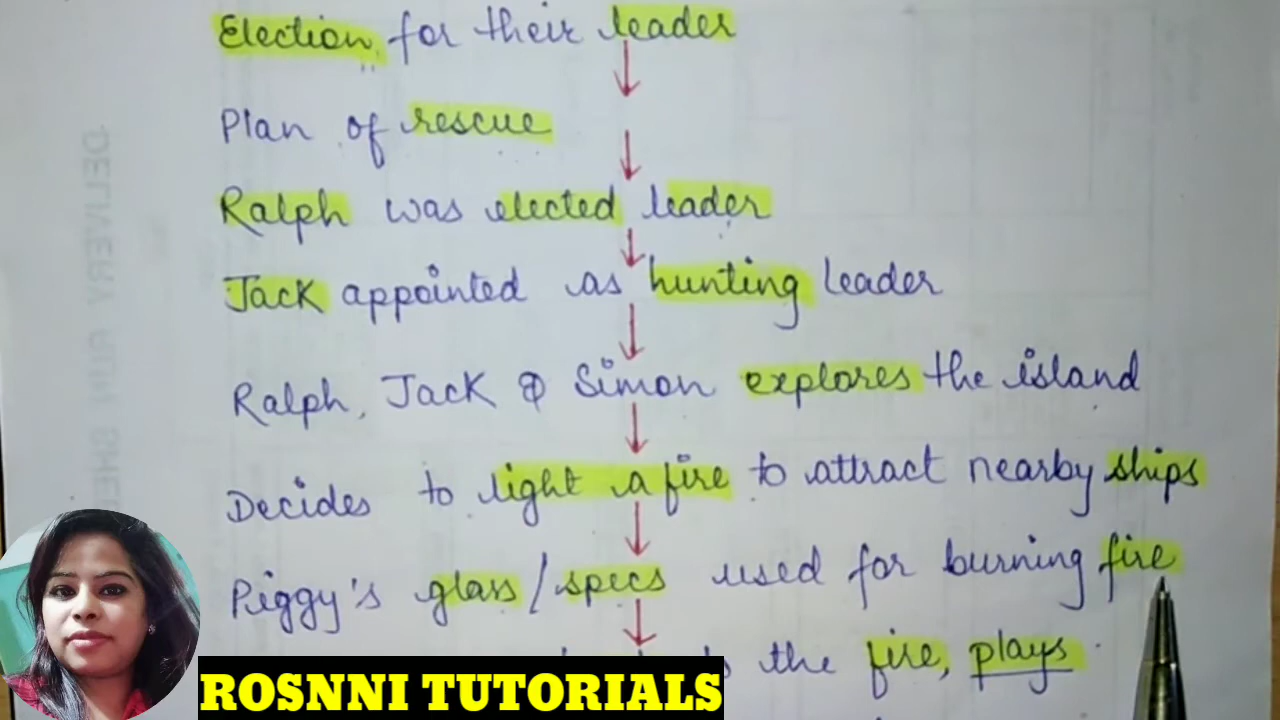 Election, for their leader
Plan of rescue
Ralph was elected leader
Jack appointed as hunting leader
Ralph, Jack & Simon explores the island
Decides to light a fire to attract nearby ships
Piggy's glass/specs used for burning fire
the fire, plays
ROSNNI TUTORIALS